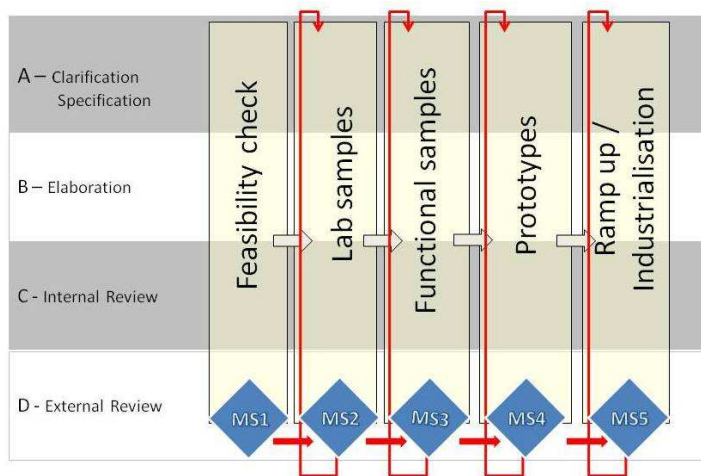 A – Clarification
Specification
B – Elaboration
C - Internal Review
D - External Review
Feasibility check
Lab samples
Functional samples
Prototypes
Ramp up /
Industrialisation
MS1
MS2
MS3
MS4
MS5